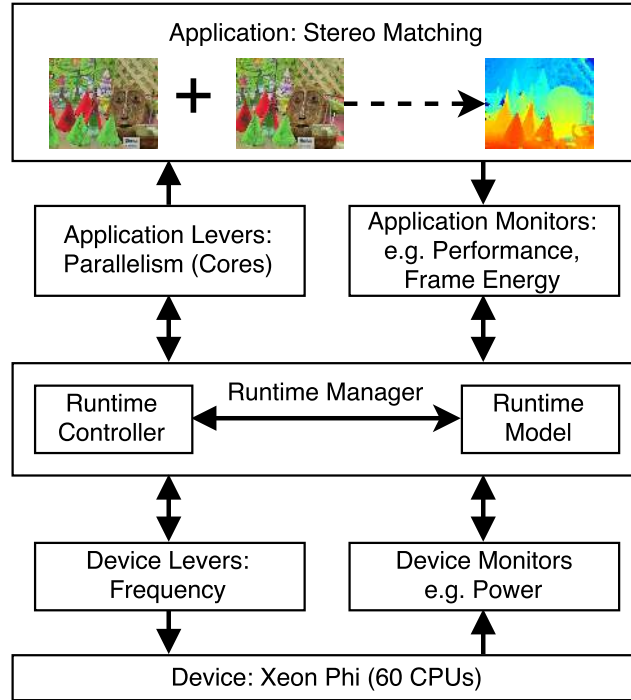 Application: Stereo Matching
+
Application Levers:
Parallelism (Cores)
Application Monitors:
e.g. Performance,
Frame Energy
Runtime Manager
Runtime
Controller
Runtime
Model
Device Levers:
Frequency
Device Monitors
e.g. Power
Device: Xeon Phi (60 CPUs)